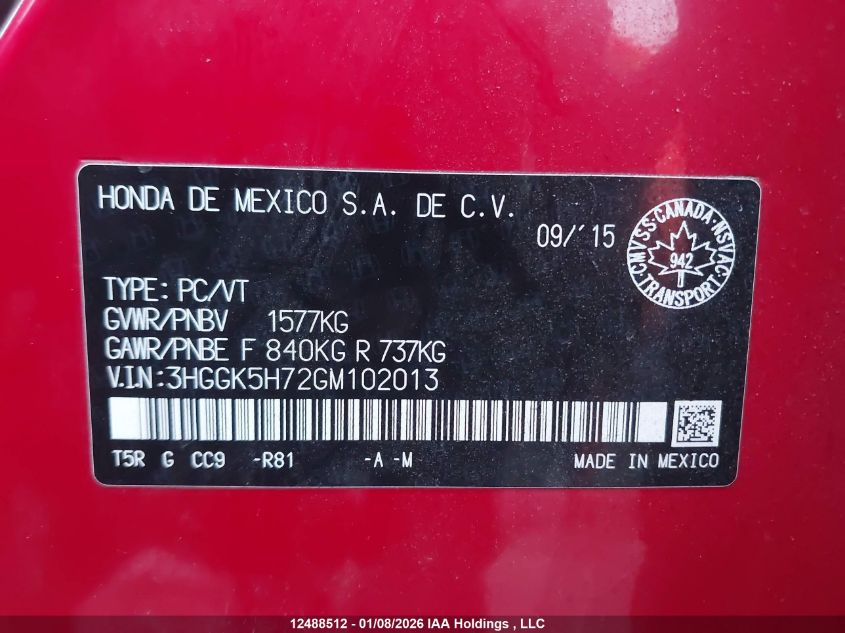 HONDA DE MEXICO S.A. DE C.V.
09/'15
CMVSS·CANADA·NSVAC·
942
TRANSPORT
TYPE: PC/VT
GVWR/PNBV 1577KG
GAWR/PNBE F 840KG R 737KG
V.I.N:3HGGK5H72GM102013
T5R G CC9 -R81 -A -M MADE IN MEXICO
12488512 - 01/08/2026 IAA Holdings , LLC